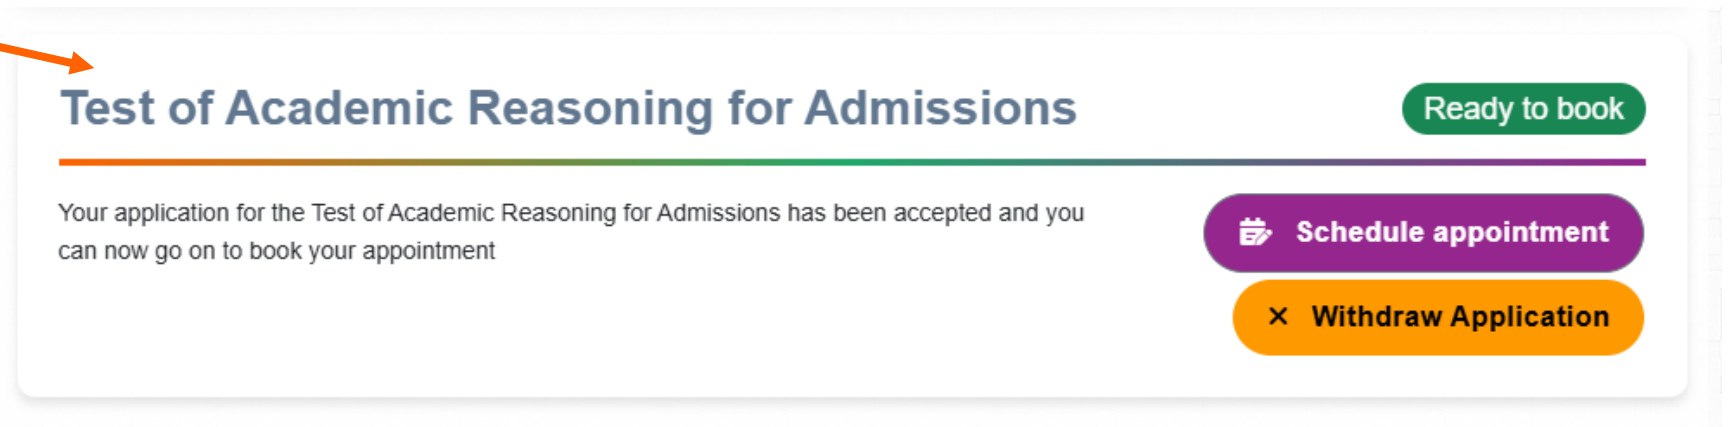 Test of Academic Reasoning for Admissions
Ready to book
Your application for the Test of Academic Reasoning for Admissions has been accepted and you
can now go on to book your appointment
Schedule appointment
Withdraw Application